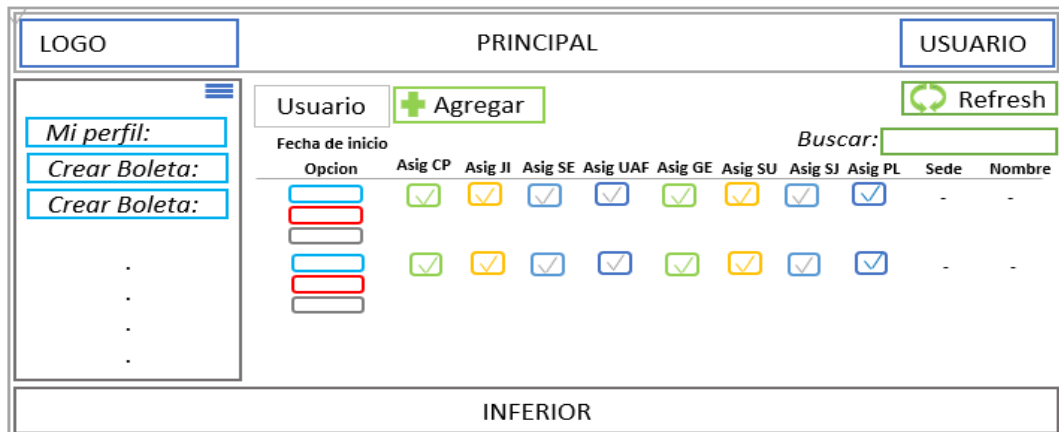 LOGO PRINCIPAL USUARIO
Mi perfil:
Crear Boleta:
Crear Boleta:
.
.
.
.
Usuario Agregar Refresh
Buscar:
Fecha de inicio
Opcion Asig CP Asig JI Asig SE Asig UAF Asig GE Asig SU Asig SJ Asig PL Sede Nombre
- -
- -
INFERIOR